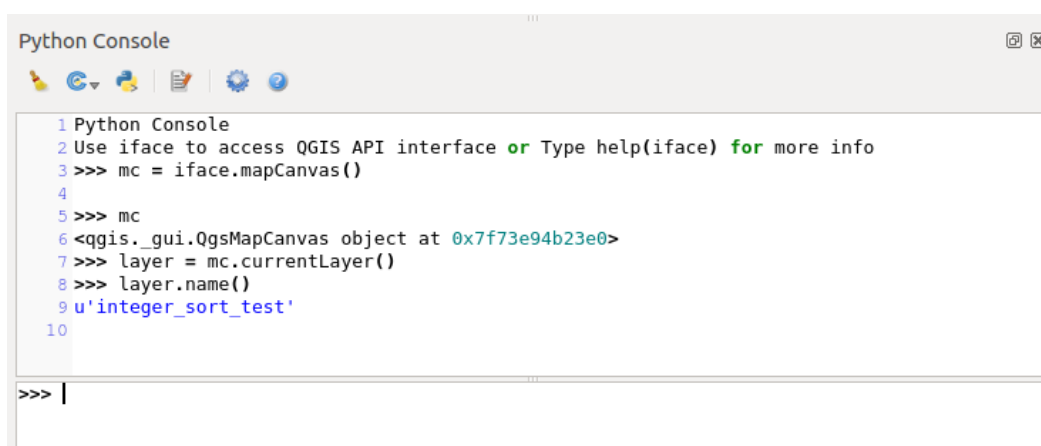 Python Console
1 Python Console
2 Use iface to access QGIS API interface or Type help(iface) for more info
3 >>> mc = iface.mapCanvas()
4
5 >>> mc
6 <qgis._gui.QgsMapCanvas object at 0x7f73e94b23e0>
7 >>> layer = mc.currentLayer()
8 >>> layer.name()
9 u'integer_sort_test'
10
>>>